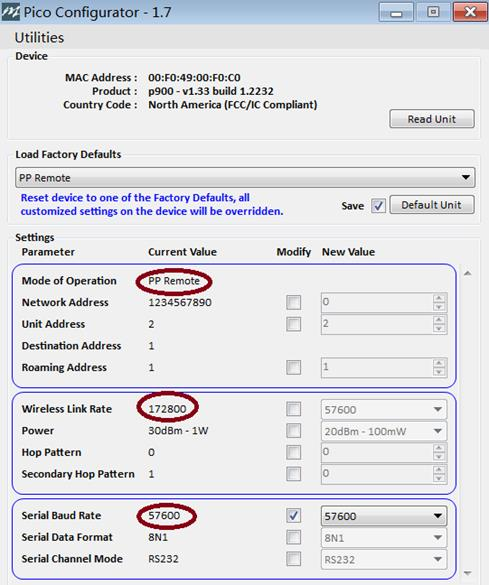 Pico Configurator - 1.7
Utilities
Device
MAC Address : 00:F0:49:00:F0:C0
Product : p900 - v1.33 build 1.2232
Country Code : North America (FCC/IC Compliant)
Read Unit
Load Factory Defaults
PP Remote
Reset device to one of the Factory Defaults, all
customized settings on the device will be overridden.
Save Default Unit
Settings
Parameter Current Value Modify New Value
Mode of Operation PP Remote
Network Address 1234567890 0
Unit Address 2 2
Destination Address 1
Roaming Address 1 1
Wireless Link Rate 172800 57600
Power 30dBm - 1W 20dBm - 100mW
Hop Pattern 0 0
Secondary Hop Pattern 1 0
Serial Baud Rate 57600 57600
Serial Data Format 8N1 8N1
Serial Channel Mode RS232 RS232